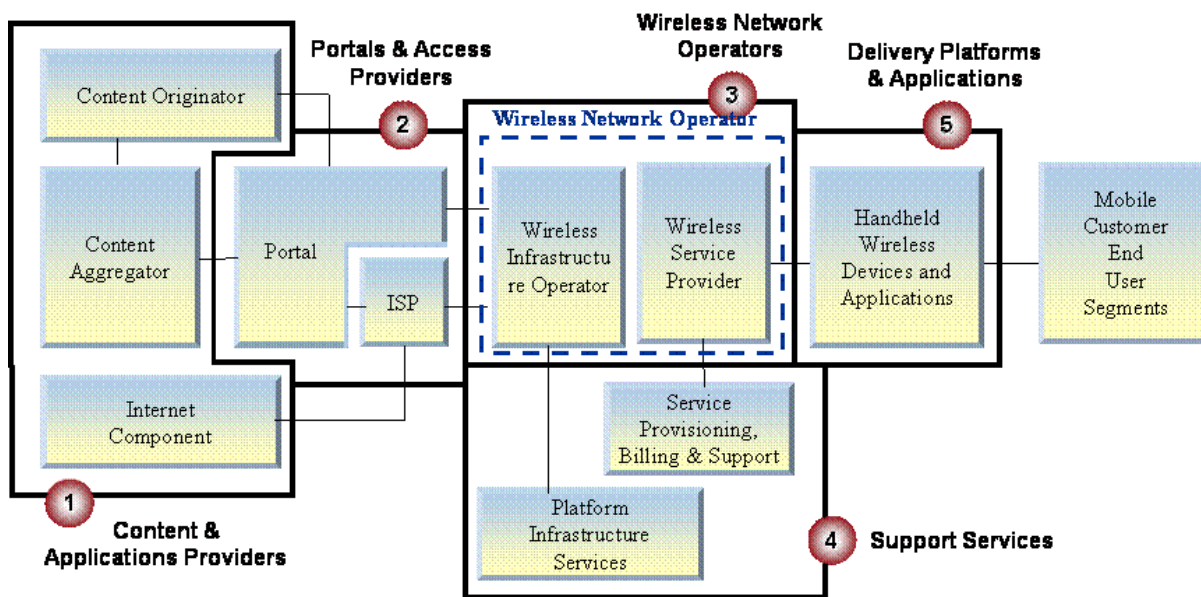 Wireless Network
Operators
Portals & Access
Providers
Delivery Platforms
& Applications
Content Originator
2
3
5
Wireless Network Operator
Content
Aggregator
Portal
ISP
Wireless
Infrastructu
re Operator
Wireless
Service
Provider
Handheld
Wireless
Devices and
Applications
Mobile
Customer
End
User
Segments
Internet
Component
Service
Provisioning,
Billing & Support
1
Content &
Applications Providers
Platform
Infrastructure
Services
4
Support Services